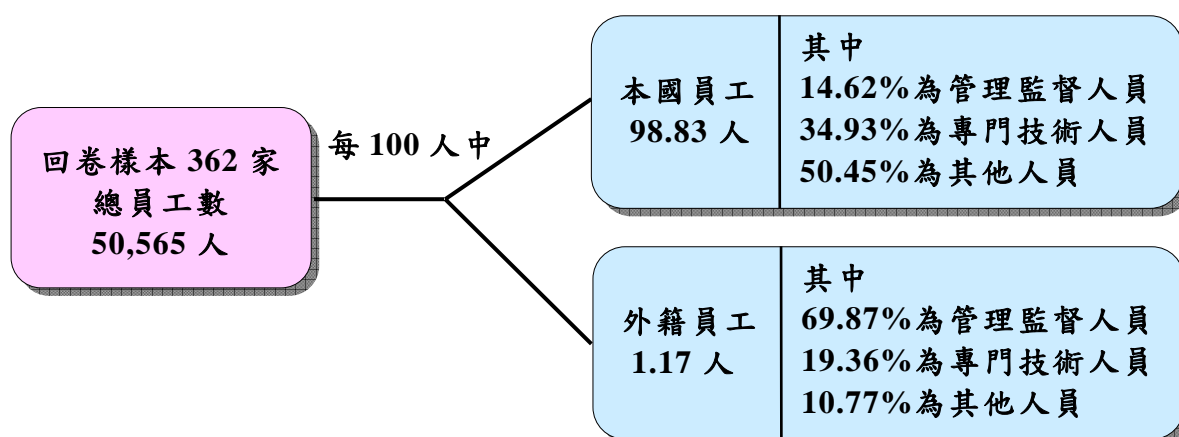 回卷樣本 362 家
總員工數
50,565 人
每 100 人中
本國員工
98.83 人
其中
14.62%為管理監督人員
34.93%為專門技術人員
50.45%為其他人員
外籍員工
1.17 人
其中
69.87%為管理監督人員
19.36%為專門技術人員
10.77%為其他人員